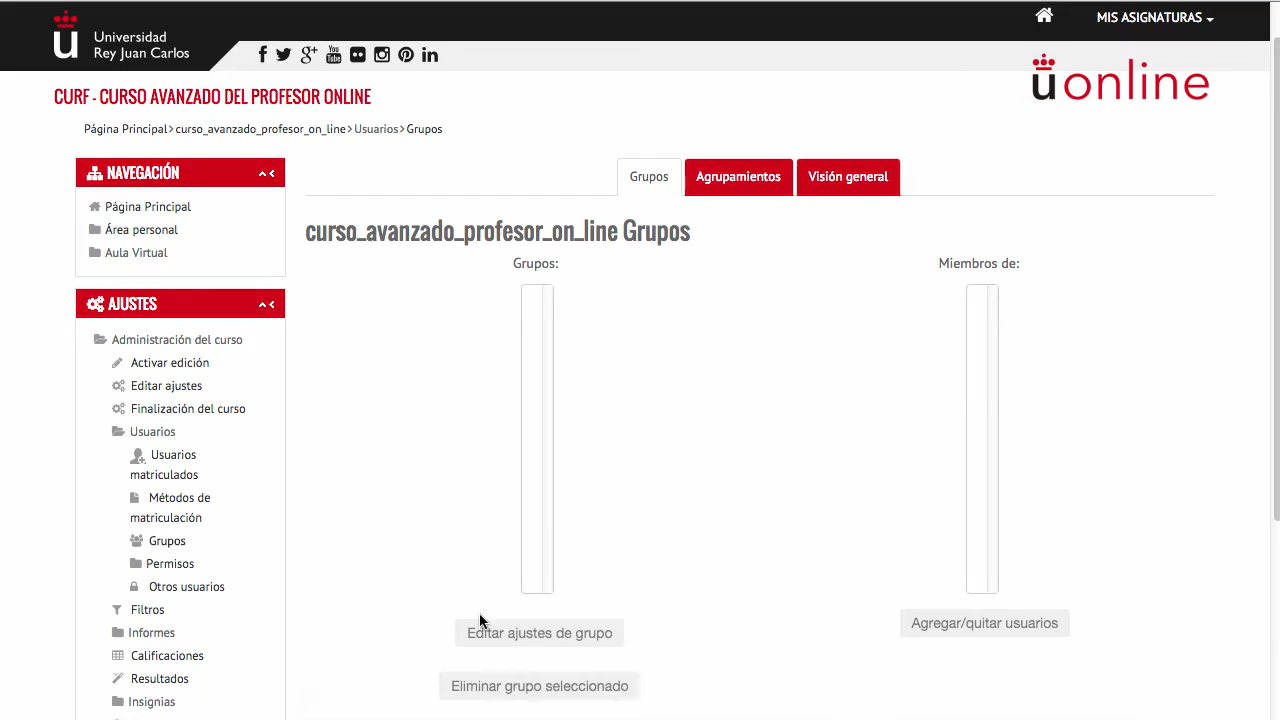 Universidad
Rey Juan Carlos
MIS ASIGNATURAS
CURF - CURSO AVANZADO DEL PROFESOR ONLINE
uonline
Página Principal > curso_avanzado_profesor_on_line > Usuarios > Grupos
NAVEGACIÓN
Página Principal
Área personal
Aula Virtual
AJUSTES
Administración del curso
Activar edición
Editar ajustes
Finalización del curso
Usuarios
Usuarios
matriculados
Métodos de
matriculación
Grupos
Permisos
Otros usuarios
Filtros
Informes
Calificaciones
Resultados
Insignias
Grupos
Agrupamientos
Visión general
curso_avanzado_profesor_on_line Grupos
Grupos:
Miembros de:
Editar ajustes de grupo
Agregar/quitar usuarios
Eliminar grupo seleccionado